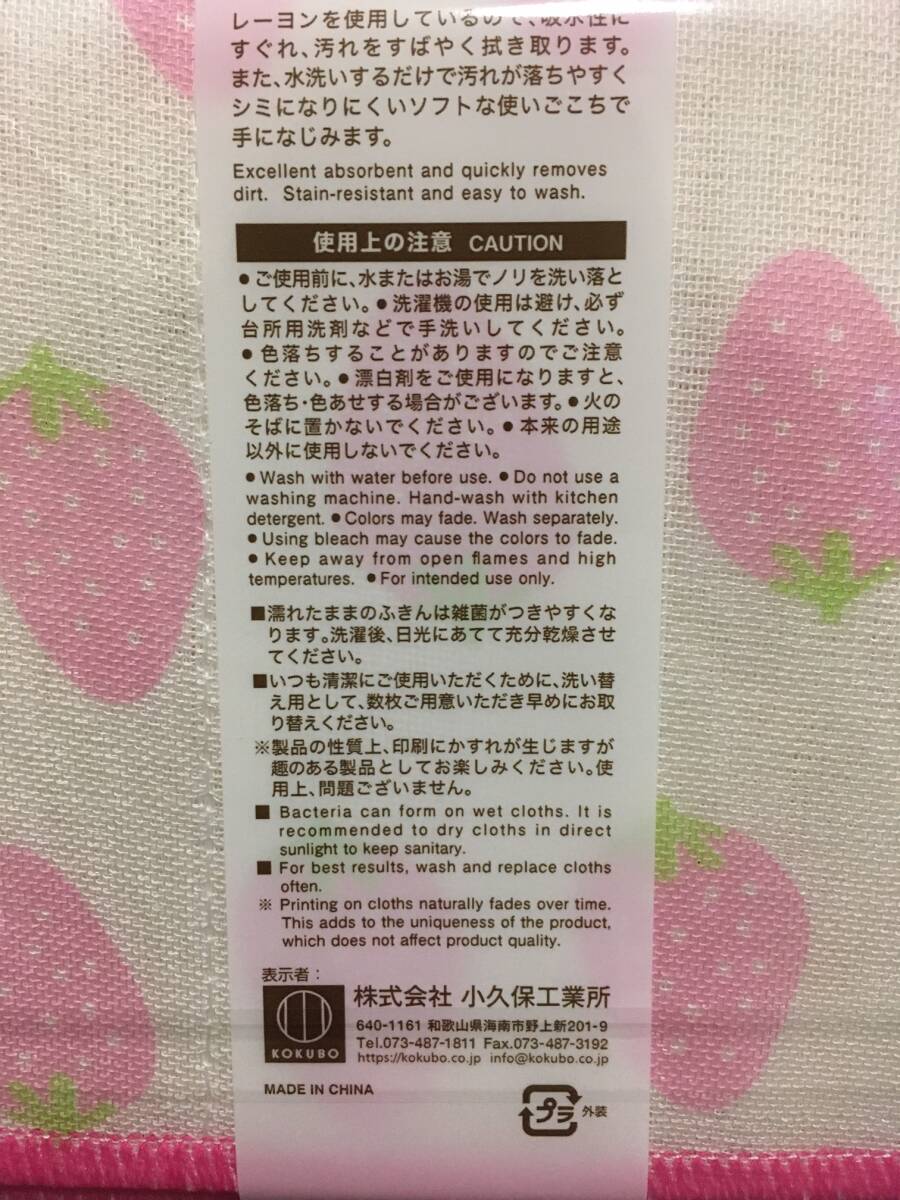 レーヨンを使用しているので、吸水性に
すぐれ、汚れをすばやく拭き取ります。
また、水洗いするだけで汚れが落ちやすく
シミになりにくいソフトな使いごこちで
手になじみます。
Excellent absorbent and quickly removes
dirt. Stain-resistant and easy to wash.
使用上の注意 CAUTION
●ご使用前に、水またはお湯でノリを洗い落と
してください。●洗濯機の使用は避け、必ず
台所用洗剤などで手洗いしてください。
●色落ちすることがありますのでご注意
ください。●漂白剤をご使用になりますと、
色落ち・色あせする場合がございます。●火の
そばに置かないでください。●本来の用途
以外に使用しないでください。
●Wash with water before use. ●Do not use a
washing machine. Hand-wash with kitchen
detergent. ●Colors may fade. Wash separately.
●Using bleach may cause the colors to fade.
●Keep away from open flames and high
temperatures. ●For intended use only.
■濡れたままのふきんは雑菌がつきやすくな
ります。洗濯後、日光にあてて充分乾燥させ
てください。
■いつも清潔にご使用いただくために、洗い替
え用として、数枚ご用意いただき早めにお取
り替えください。
※製品の性質上、印刷にかすれが生じますが
趣のある製品としてお楽しみください。使
用上、問題ございません。
■ Bacteria can form on wet cloths. It is
recommended to dry cloths in direct
sunlight to keep sanitary.
■ For best results, wash and replace cloths
often.
※ Printing on cloths naturally fades over time.
This adds to the uniqueness of the product,
which does not affect product quality.
表示者：
KOKUBO
株式会社 小久保工業所
640-1161 和歌山県海南市野上新201-9
Tel.073-487-1811 Fax.073-487-3192
https://kokubo.co.jp info@kokubo.co.jp
MADE IN CHINA
プラ 外装